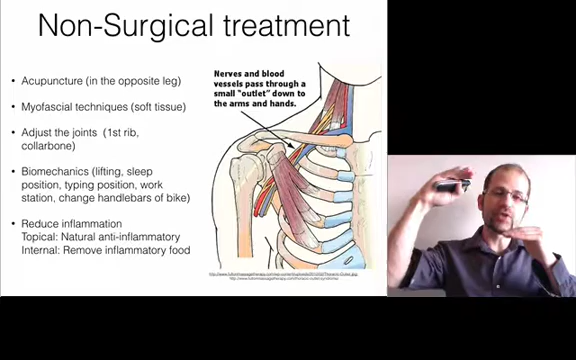 Non-Surgical treatment
• Acupuncture (in the opposite leg)
• Myofascial techniques (soft tissue)
• Adjust the joints (1st rib,
collarbone)
• Biomechanics (lifting, sleep
position, typing position, work
station, change handlebars of bike)
• Reduce inflammation
Topical: Natural anti-inflammatory
Internal: Remove inflammatory food
Nerves and blood
vessels pass through a
small "outlet" down to
the arms and hands.